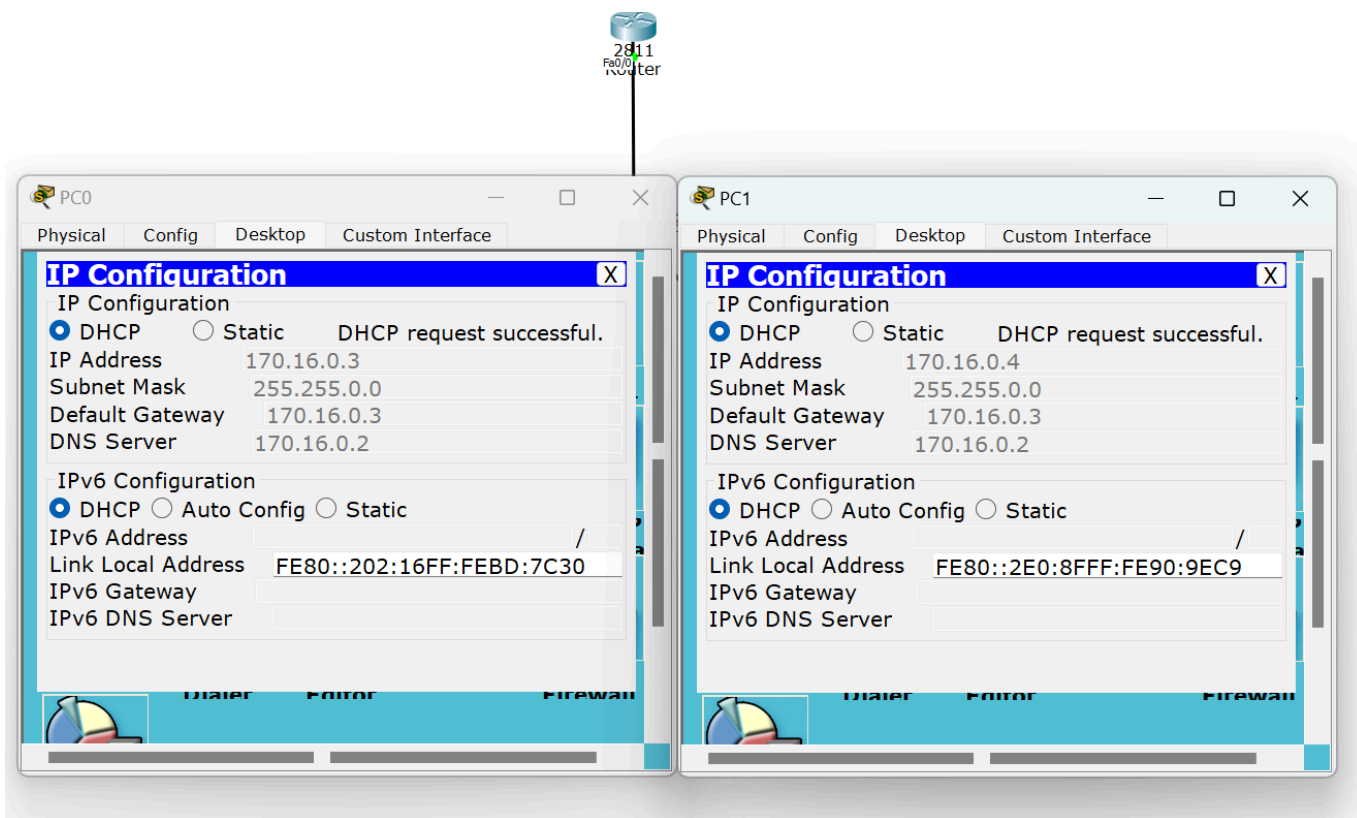 2811
Fa0/0
Router
PC0
Physical Config Desktop Custom Interface
IP Configuration X
IP Configuration
DHCP Static DHCP request successful.
IP Address 170.16.0.3
Subnet Mask 255.255.0.0
Default Gateway 170.16.0.3
DNS Server 170.16.0.2
IPv6 Configuration
DHCP Auto Config Static
IPv6 Address /
Link Local Address FE80::202:16FF:FEBD:7C30
IPv6 Gateway
IPv6 DNS Server
Dialer Editor Firewall
PC1
Physical Config Desktop Custom Interface
IP Configuration X
IP Configuration
DHCP Static DHCP request successful.
IP Address 170.16.0.4
Subnet Mask 255.255.0.0
Default Gateway 170.16.0.3
DNS Server 170.16.0.2
IPv6 Configuration
DHCP Auto Config Static
IPv6 Address /
Link Local Address FE80::2E0:8FFF:FE90:9EC9
IPv6 Gateway
IPv6 DNS Server
Dialer Editor Firewall